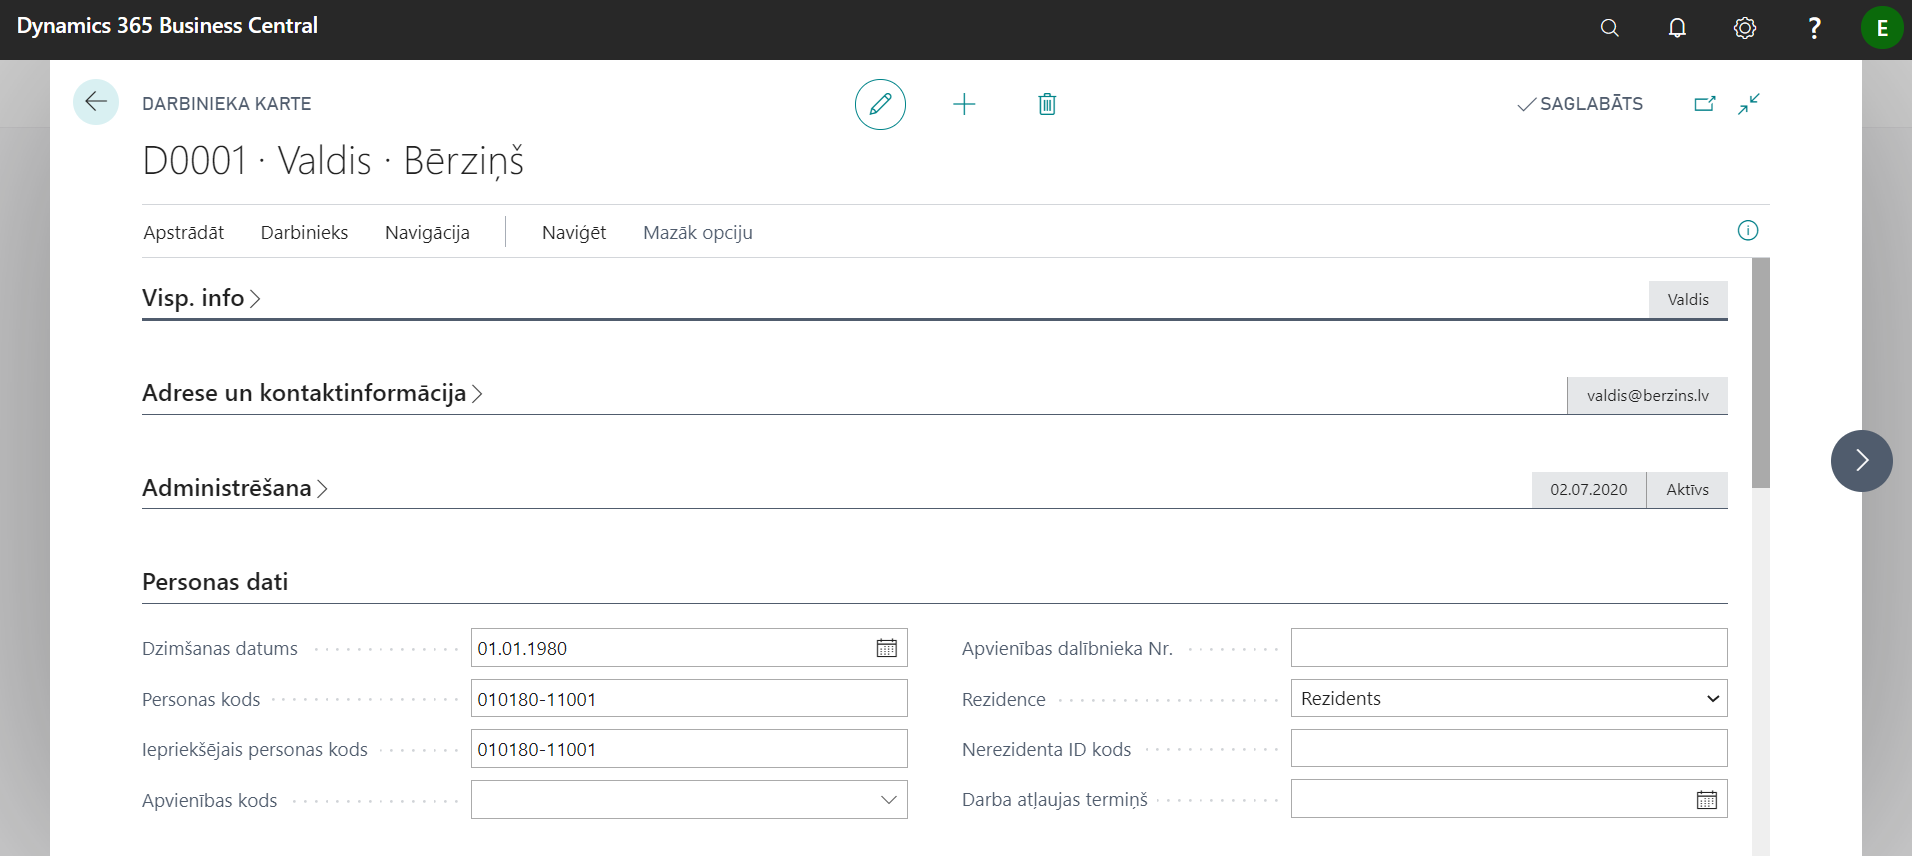 Dynamics 365 Business Central
?
E
DARBINIEKA KARTE
SAGLABĀTS
D0001 · Valdis · Bērziņš
Apstrādāt Darbinieks Navigācija Naviģēt Mazāk opciju
Visp. info
Valdis
Adrese un kontaktinformācija
valdis@berzins.lv
Administrēšana
02.07.2020 Aktīvs
Personas dati
Dzimšanas datums 01.01.1980
Personas kods 010180-11001
Iepriekšējais personas kods 010180-11001
Apvienības kods
Apvienības dalībnieka Nr.
Rezidence Rezidents
Nerezidenta ID kods
Darba atļaujas termiņš